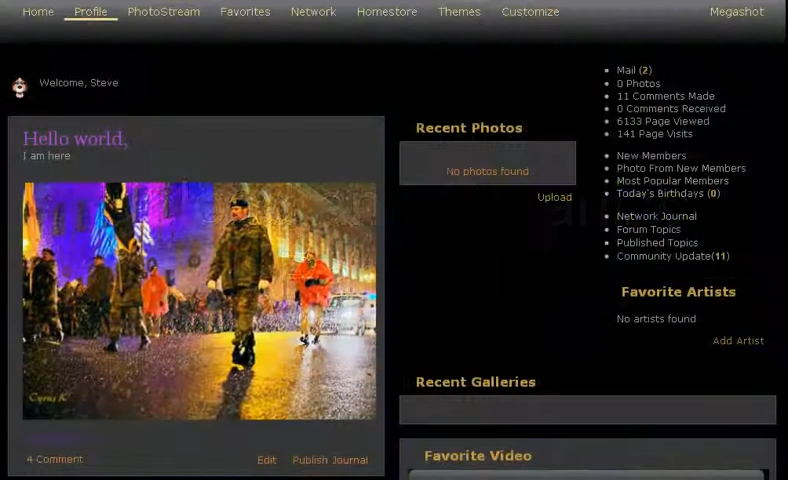 Home Profile PhotoStream Favorites Network Homestore Themes Customize Megashot
Welcome, Steve
Hello world,
I am here
Cyrus K
4 Comment
Edit Publish Journal
Recent Photos
No photos found
Upload
Mail (2)
0 Photos
11 Comments Made
0 Comments Received
6133 Page Viewed
141 Page Visits
New Members
Photo From New Members
Most Popular Members
Today's Birthdays (0)
Network Journal
Forum Topics
Published Topics
Community Update(11)
Favorite Artists
No artists found
Add Artist
Recent Galleries
Favorite Video